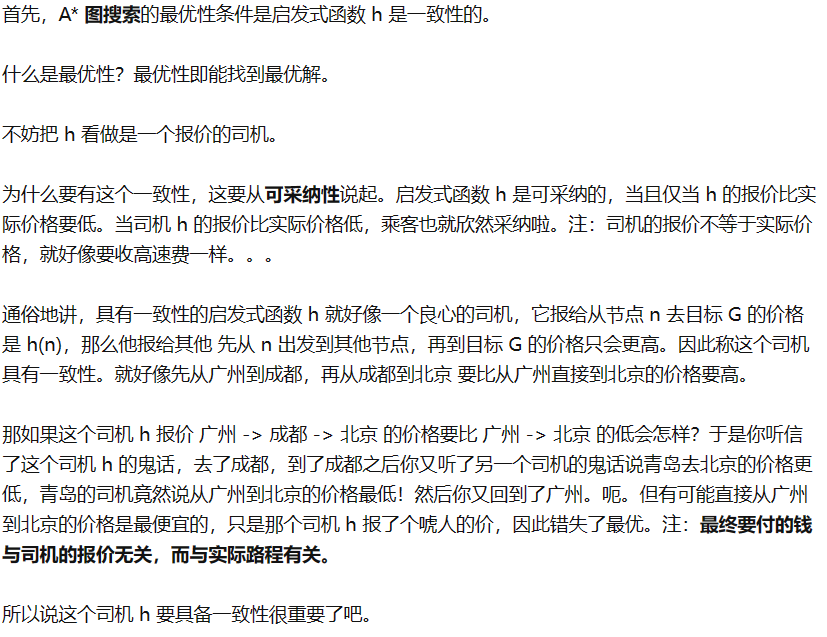 首先，A* 图搜索的最优性条件是启发式函数 h 是一致性的。
什么是最优性？最优性即能找到最优解。
不妨把 h 看做是一个报价的司机。
为什么要有这个一致性，这要从可采纳性说起。启发式函数 h 是可采纳的，当且仅当 h 的报价比实
际价格要低。当司机 h 的报价比实际价格低，乘客也就欣然采纳啦。注：司机的报价不等于实际价
格，就好像要收高速费一样。。。
通俗地讲，具有一致性的启发式函数 h 就好像一个良心的司机，它报给从节点 n 去目标 G 的价格
是 h(n)，那么他报给其他 先从 n 出发到其他节点，再到目标 G 的价格只会更高。因此称这个司机
具有一致性。就好像先从广州到成都，再从成都到北京 要比从广州直接到北京的价格要高。
那如果这个司机 h 报价 广州 -> 成都 -> 北京 的价格要比 广州 -> 北京 的低会怎样？于是你听信
了这个司机 h 的鬼话，去了成都，到了成都之后你又听了另一个司机的鬼话说青岛去北京的价格更
低，青岛的司机竟然说从广州到北京的价格最低！然后你又回到了广州。呃。但有可能直接从广州
到北京的价格是最便宜的，只是那个司机 h 报了个唬人的价，因此错失了最优。注：最终要付的钱
与司机的报价无关，而与实际路程有关。
所以说这个司机 h 要具备一致性很重要了吧。